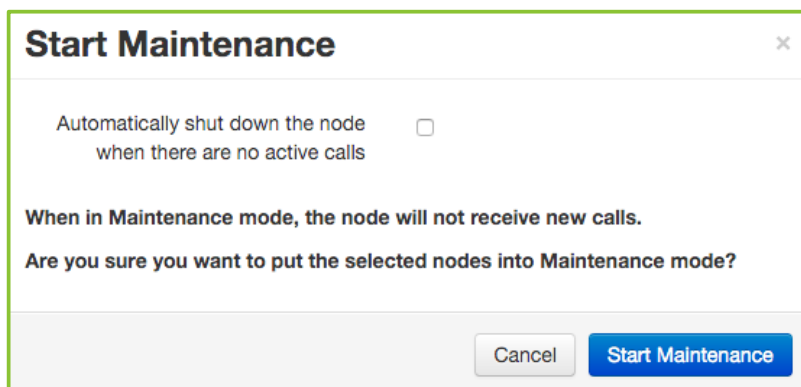 Start Maintenance
×
Automatically shut down the node
when there are no active calls
When in Maintenance mode, the node will not receive new calls.
Are you sure you want to put the selected nodes into Maintenance mode?
Cancel
Start Maintenance